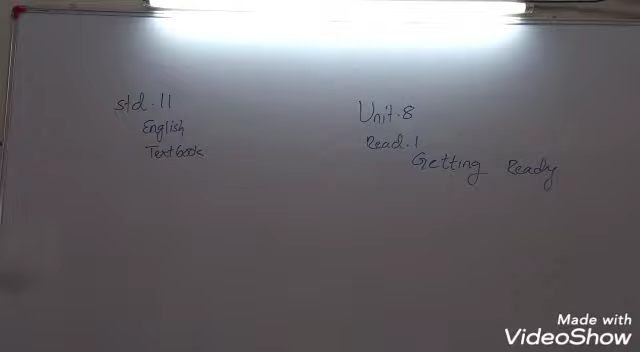 std. 11
English
Textbook
Unit. 8
Read. 1
Getting Ready
Made with
VideoShow